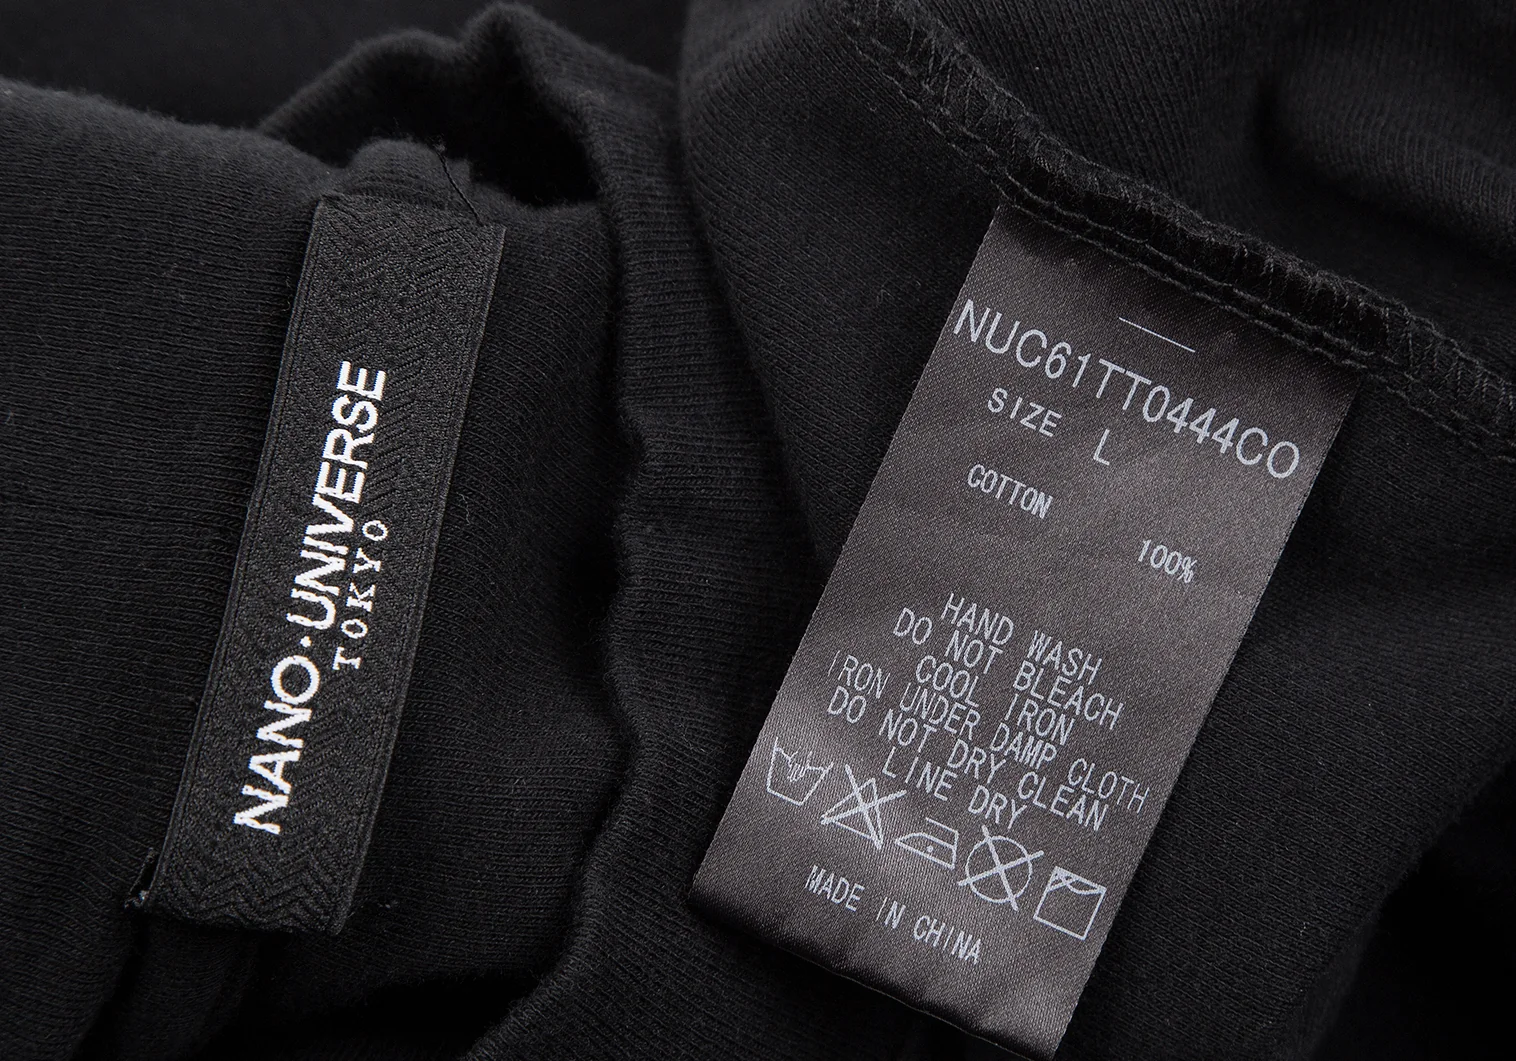 NANO·UNIVERSE
TOKYO
NUC61TT0444CO
SIZE L
COTTON
100%
HAND WASH
DO NOT BLEACH
COOL IRON
IRON UNDER DAMP CLOTH
DO NOT DRY CLEAN
LINE DRY
MADE IN CHINA